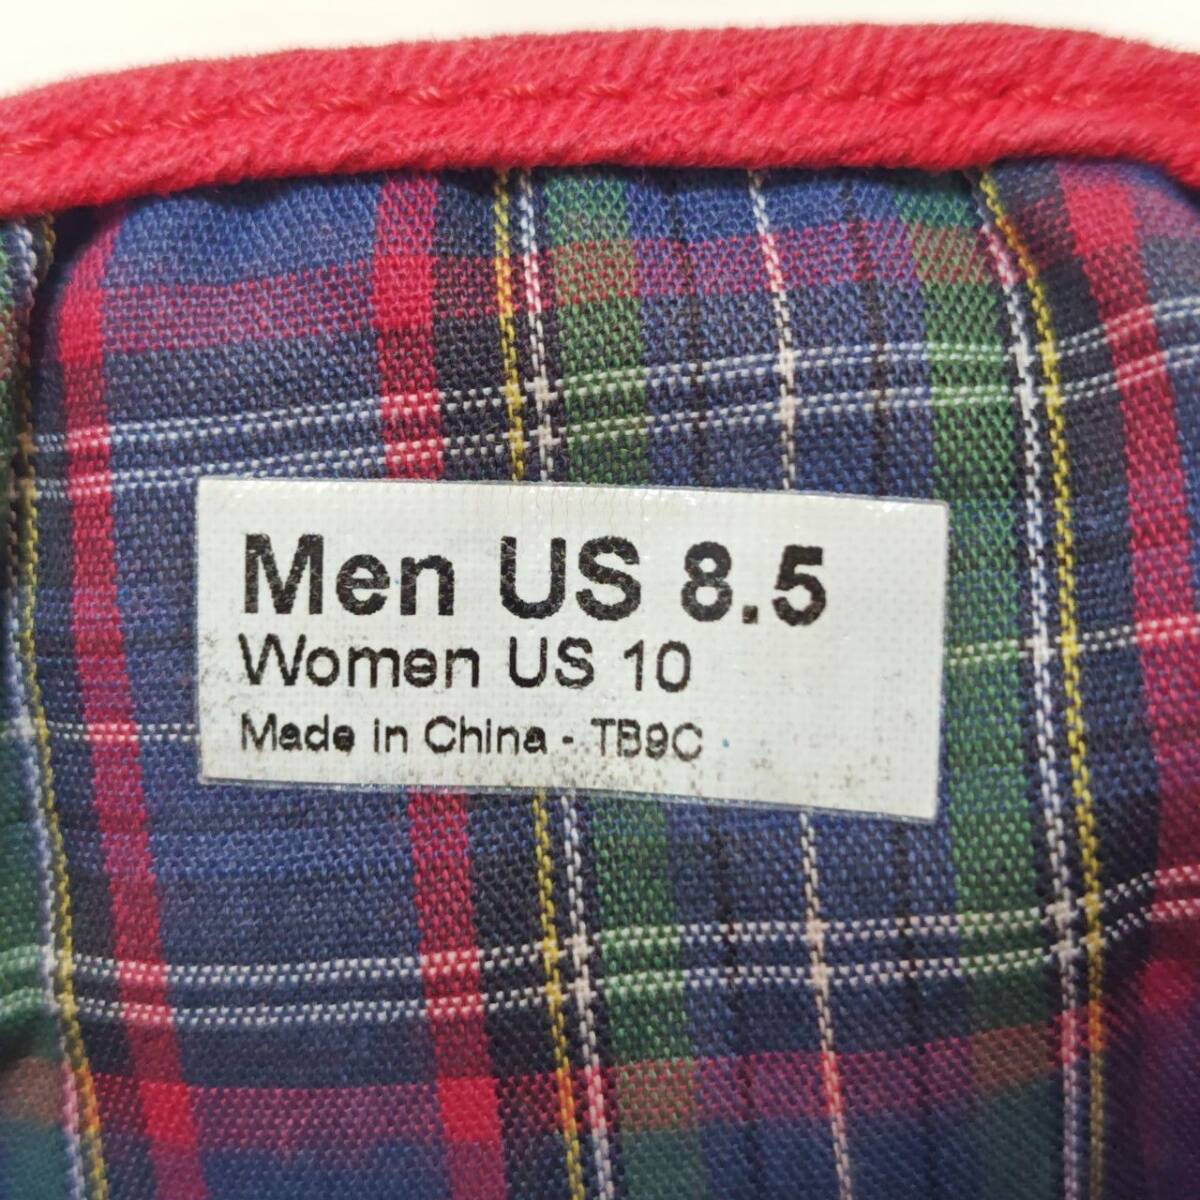 Men US 8.5
Women US 10
Made in China - TB9C